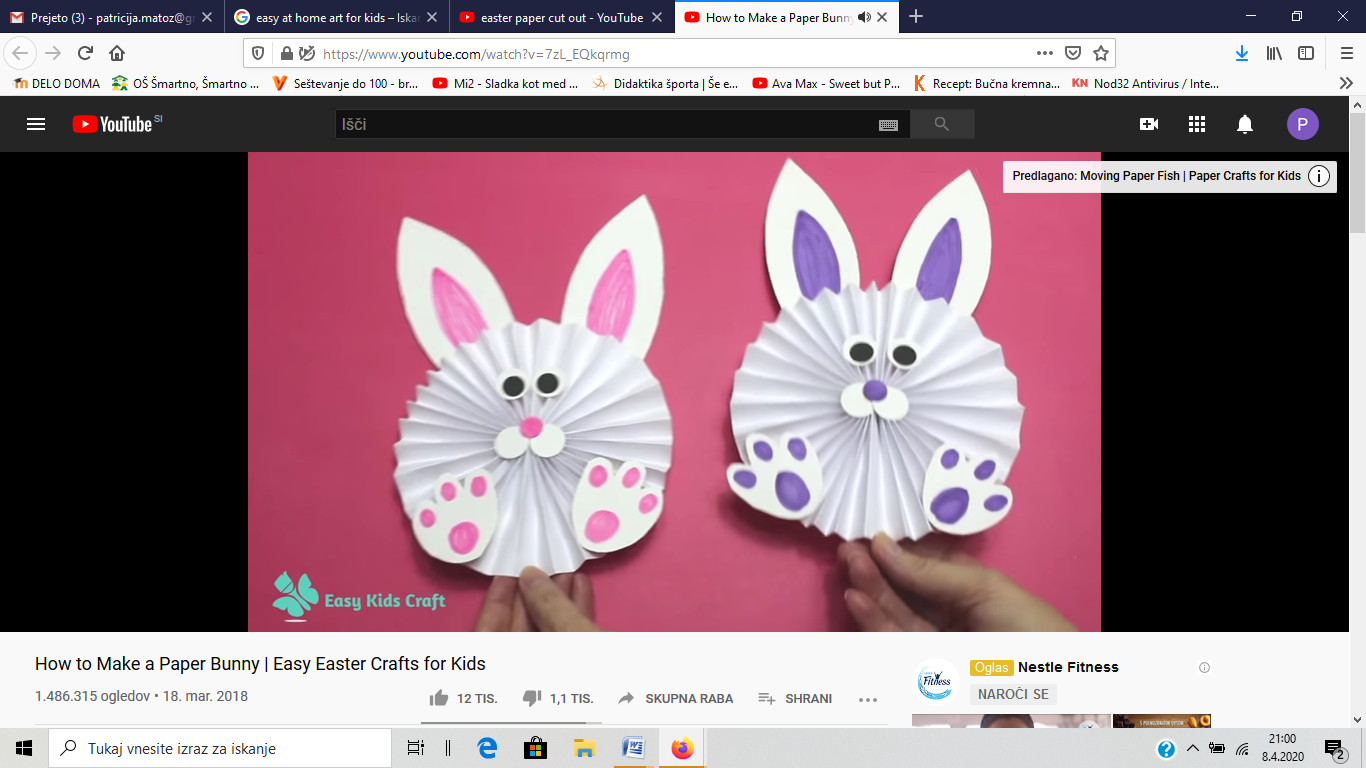 Prejeto (3) - patricija.matoz@g
easy at home art for kids – Iskan
easter paper cut out - YouTube
How to Make a Paper Bunny
https://www.youtube.com/watch?v=7zL_EQkqrmg
DELO DOMA
OŠ Šmartno, Šmartno ...
Seštevanje do 100 - br...
Mi2 - Sladka kot med ...
Didaktika športa | Še e...
Ava Max - Sweet but P...
Recept: Bučna kremna...
KN Nod32 Antivirus / Inte...
YouTube SI
Išči
P
Predlagano: Moving Paper Fish | Paper Crafts for Kids
Easy Kids Craft
How to Make a Paper Bunny | Easy Easter Crafts for Kids
1.486.315 ogledov • 18. mar. 2018
12 TIS.
1,1 TIS.
SKUPNA RABA
SHRANI
Fitness
Oglas Nestle Fitness
NAROČI SE
Tukaj vnesite izraz za iskanje
21:00
8.4.2020
2